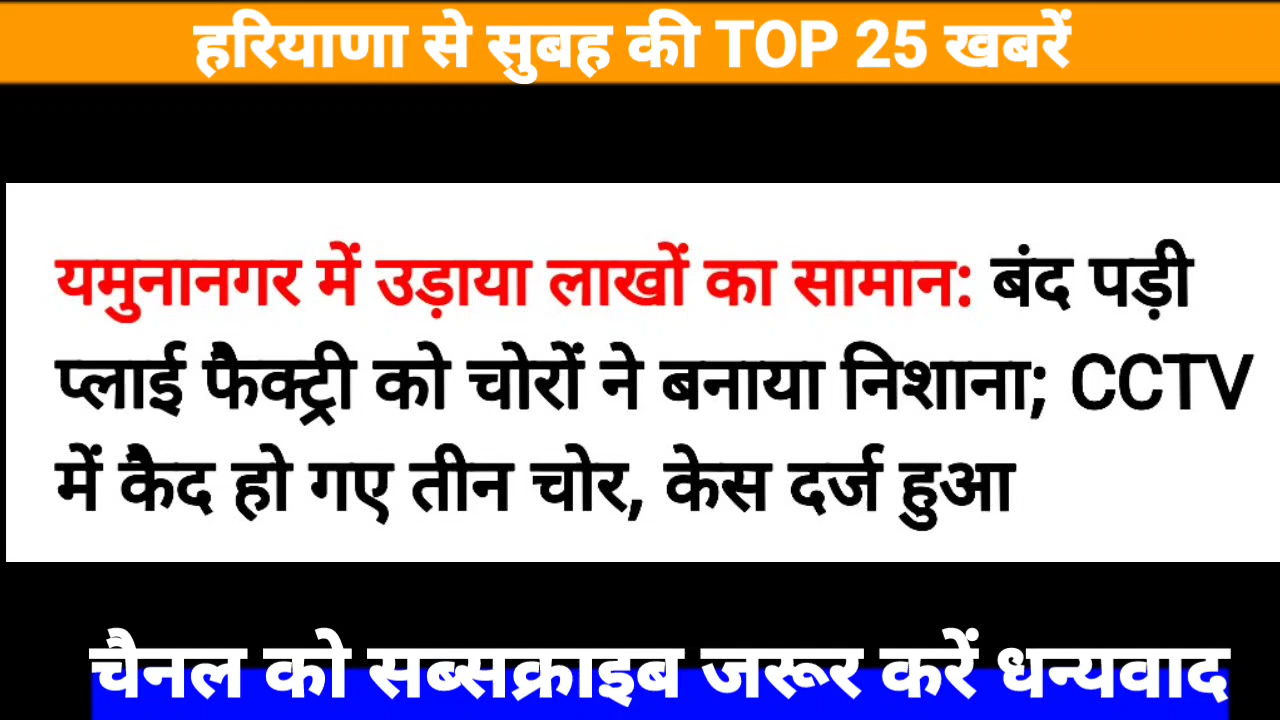 हरियाणा से सुबह की TOP 25 खबरें
यमुनानगर में उड़ाया लाखों का सामान: बंद पड़ी
प्लाई फैक्ट्री को चोरों ने बनाया निशाना; CCTV
में कैद हो गए तीन चोर, केस दर्ज हुआ
चैनल को सब्सक्राइब जरूर करें धन्यवाद